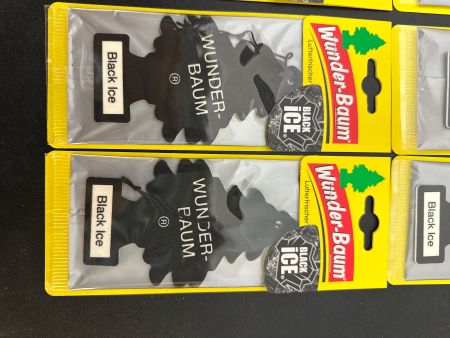 Wunder-Baum®
Lufterfrischer
BLACK
iCE
WUNDER-
BAUM
®
Black Ice
Wunder-Baum®
Lufterfrischer
BLACK
iCE
WUNDER-
BAUM
®
Black Ice
Black Ice